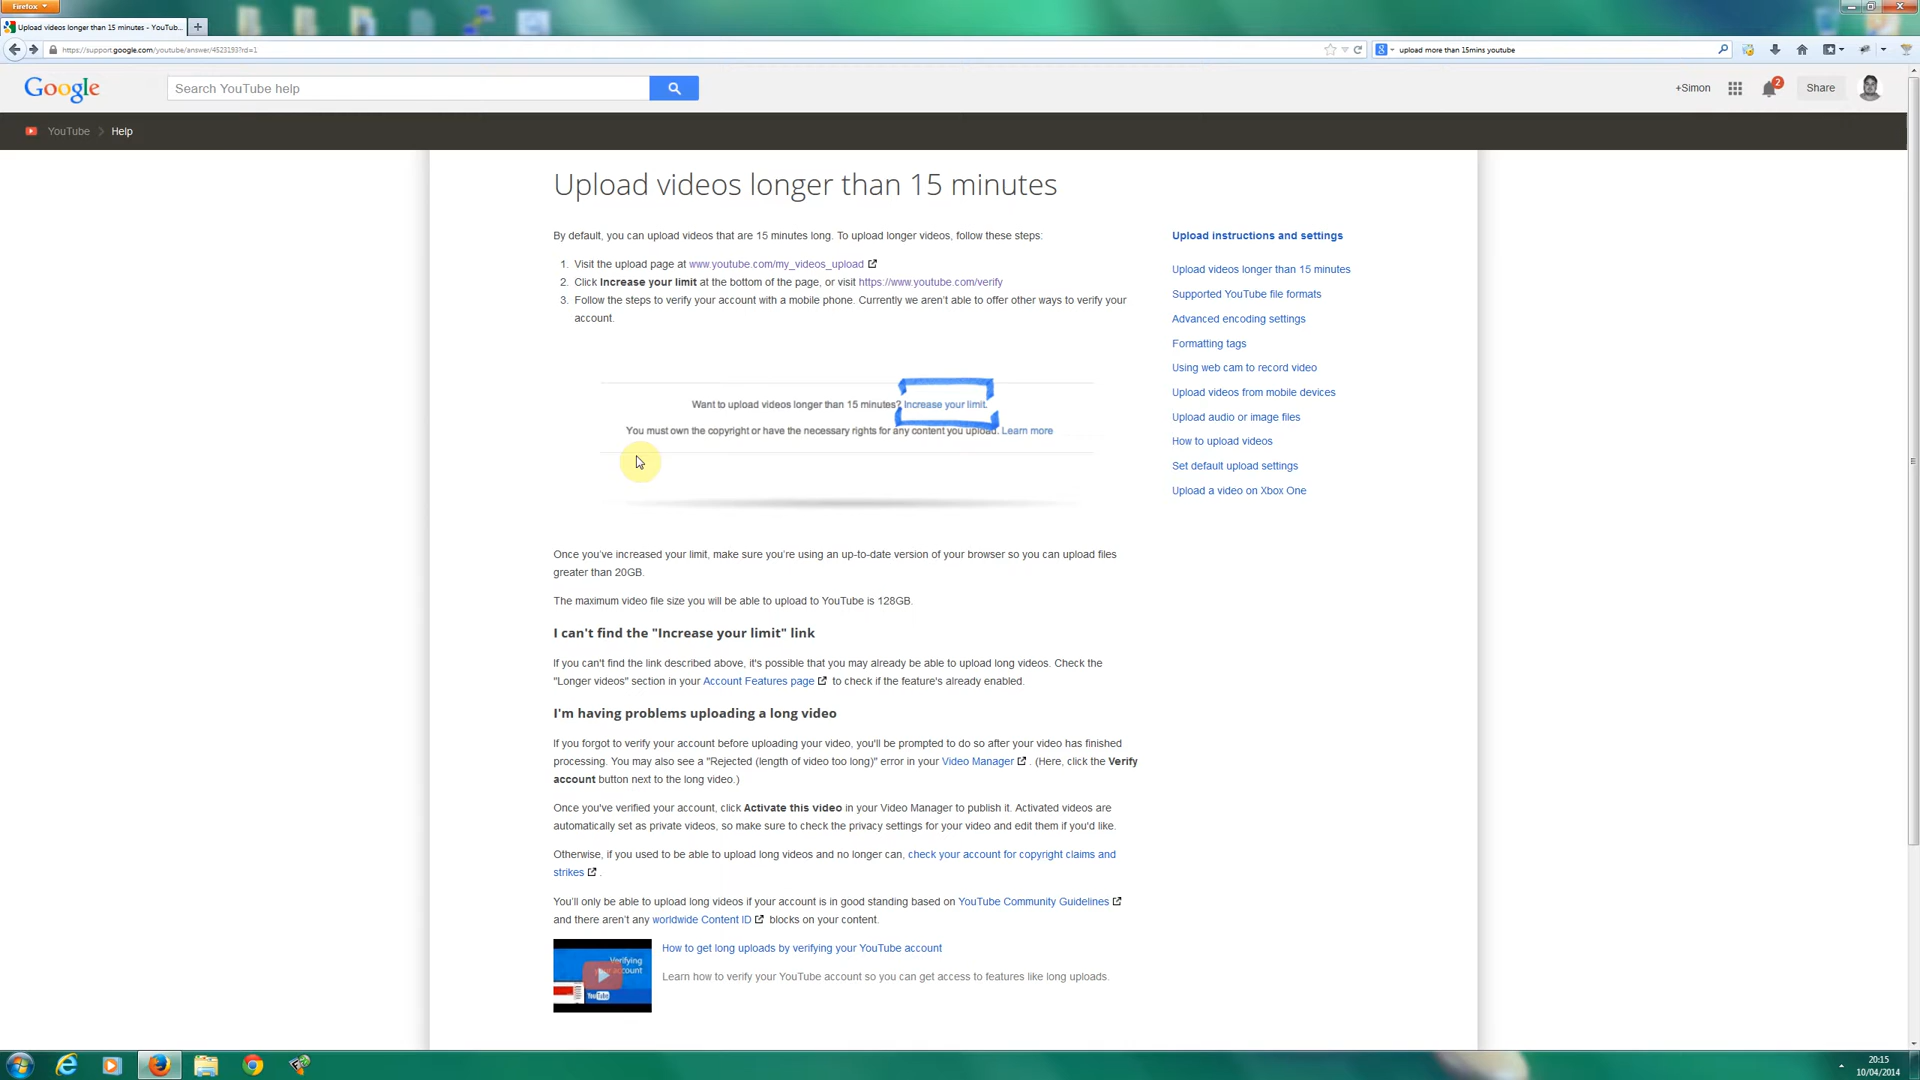 Firefox
Upload videos longer than 15 minutes - YouTub...
https://support.google.com/youtube/answer/4523193?rd=1
upload more than 15mins youtube
Google
Search YouTube help
+Simon
2
Share
YouTube > Help
Upload videos longer than 15 minutes
By default, you can upload videos that are 15 minutes long. To upload longer videos, follow these steps:
1. Visit the upload page at www.youtube.com/my_videos_upload
2. Click Increase your limit at the bottom of the page, or visit https://www.youtube.com/verify
3. Follow the steps to verify your account with a mobile phone. Currently we aren't able to offer other ways to verify your
account.
Want to upload videos longer than 15 minutes? Increase your limit.
You must own the copyright or have the necessary rights for any content you upload. Learn more
Once you've increased your limit, make sure you're using an up-to-date version of your browser so you can upload files
greater than 20GB.
The maximum video file size you will be able to upload to YouTube is 128GB.
I can't find the "Increase your limit" link
If you can't find the link described above, it's possible that you may already be able to upload long videos. Check the
"Longer videos" section in your Account Features page to check if the feature's already enabled.
I'm having problems uploading a long video
If you forgot to verify your account before uploading your video, you'll be prompted to do so after your video has finished
processing. You may also see a "Rejected (length of video too long)" error in your Video Manager . (Here, click the Verify
account button next to the long video.)
Once you've verified your account, click Activate this video in your Video Manager to publish it. Activated videos are
automatically set as private videos, so make sure to check the privacy settings for your video and edit them if you'd like.
Otherwise, if you used to be able to upload long videos and no longer can, check your account for copyright claims and
strikes .
You'll only be able to upload long videos if your account is in good standing based on YouTube Community Guidelines
and there aren't any worldwide Content ID blocks on your content.
Verifying
your account
YouTube
How to get long uploads by verifying your YouTube account
Learn how to verify your YouTube account so you can get access to features like long uploads.
Upload instructions and settings
Upload videos longer than 15 minutes
Supported YouTube file formats
Advanced encoding settings
Formatting tags
Using web cam to record video
Upload videos from mobile devices
Upload audio or image files
How to upload videos
Set default upload settings
Upload a video on Xbox One
20:15
10/04/2014